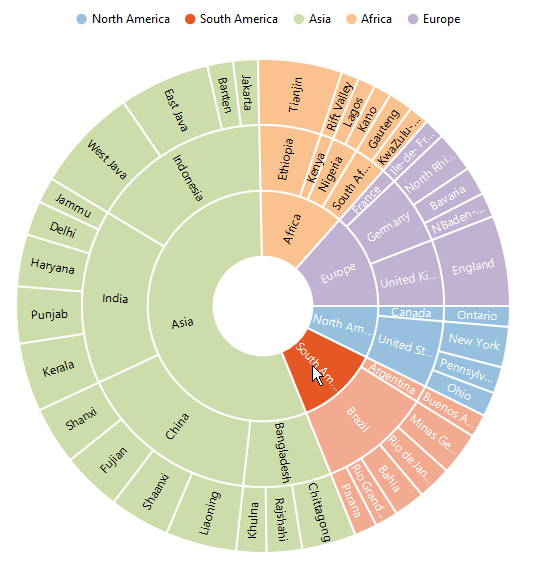 North America
South America
Asia
Africa
Europe
North Am...
Canada
Ontario
United St...
New York
Pennsylv...
Ohio
South Am...
Argentina
Buenos A...
Brazil
Minas Ge...
Rio de Jan...
Bahia
Rio Grand...
Parana
Asia
Bangladesh
Chittagong
Rajshahi
Khulna
China
Liaoning
Shaanxi
Fujian
Shanxi
India
Kerala
Punjab
Haryana
Delhi
Jammu
Indonesia
West Java
East Java
Banten
Jakarta
Africa
Ethiopia
Tianjin
Kenya
Rift Valley
Nigeria
Lagos
Kano
South Af...
Gauteng
KwaZulu-...
Europe
France
Ile-de- Fr...
Germany
North Rhi...
Bavaria
NBaden-...
United Ki...
England